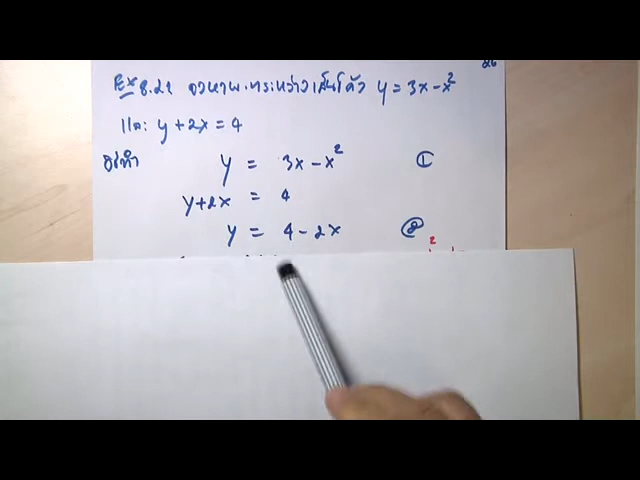 Ex 8.21 จงหาพ.ท.ระหว่างเส้นโค้ง y = 3x - x²
และ y + 2x = 4
วิธีทำ y = 3x - x² ①
y + 2x = 4
y = 4 - 2x ②